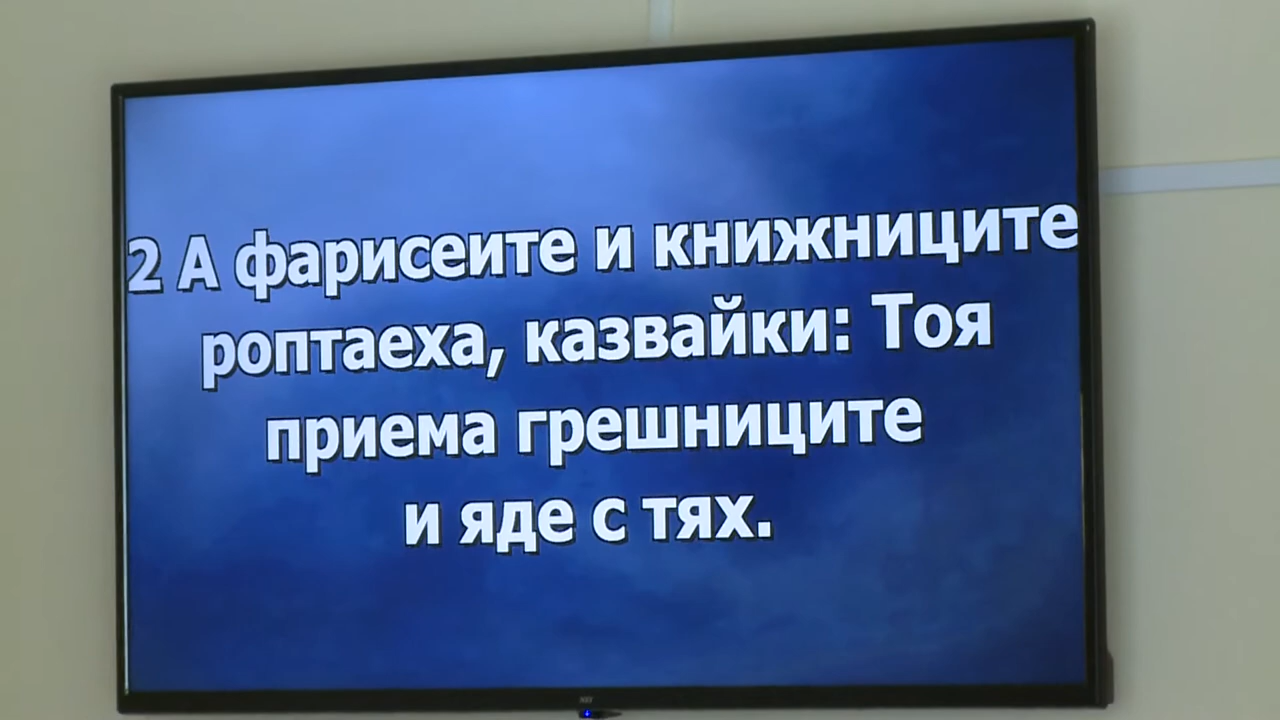 2 А фарисеите и книжниците
роптаеха, казвайки: Тоя
приема грешниците
и яде с тях.